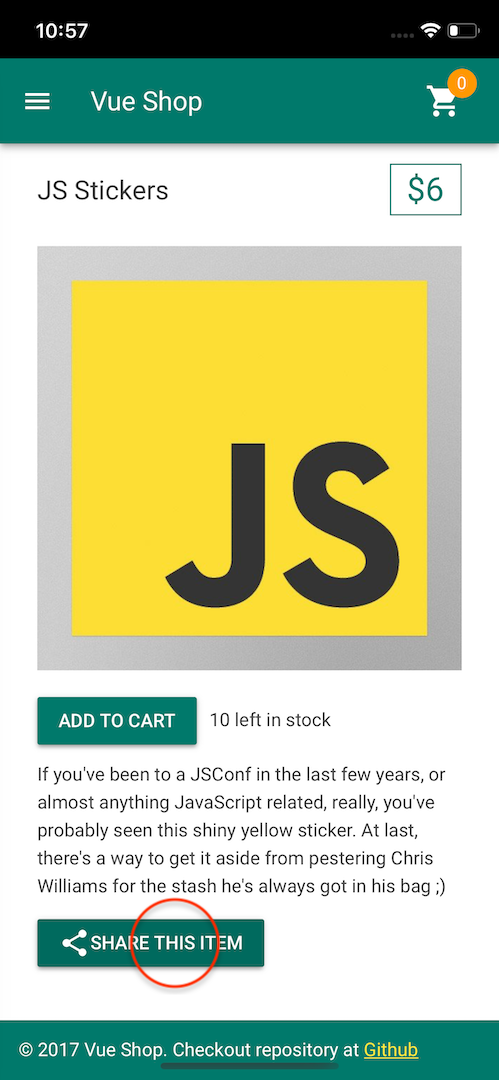 10:57
Vue Shop
0
JS Stickers
$6
JS
ADD TO CART
10 left in stock
If you've been to a JSConf in the last few years, or
almost anything JavaScript related, really, you've
probably seen this shiny yellow sticker. At last,
there's a way to get it aside from pestering Chris
Williams for the stash he's always got in his bag ;)
SHARE THIS ITEM
© 2017 Vue Shop. Checkout repository at Github